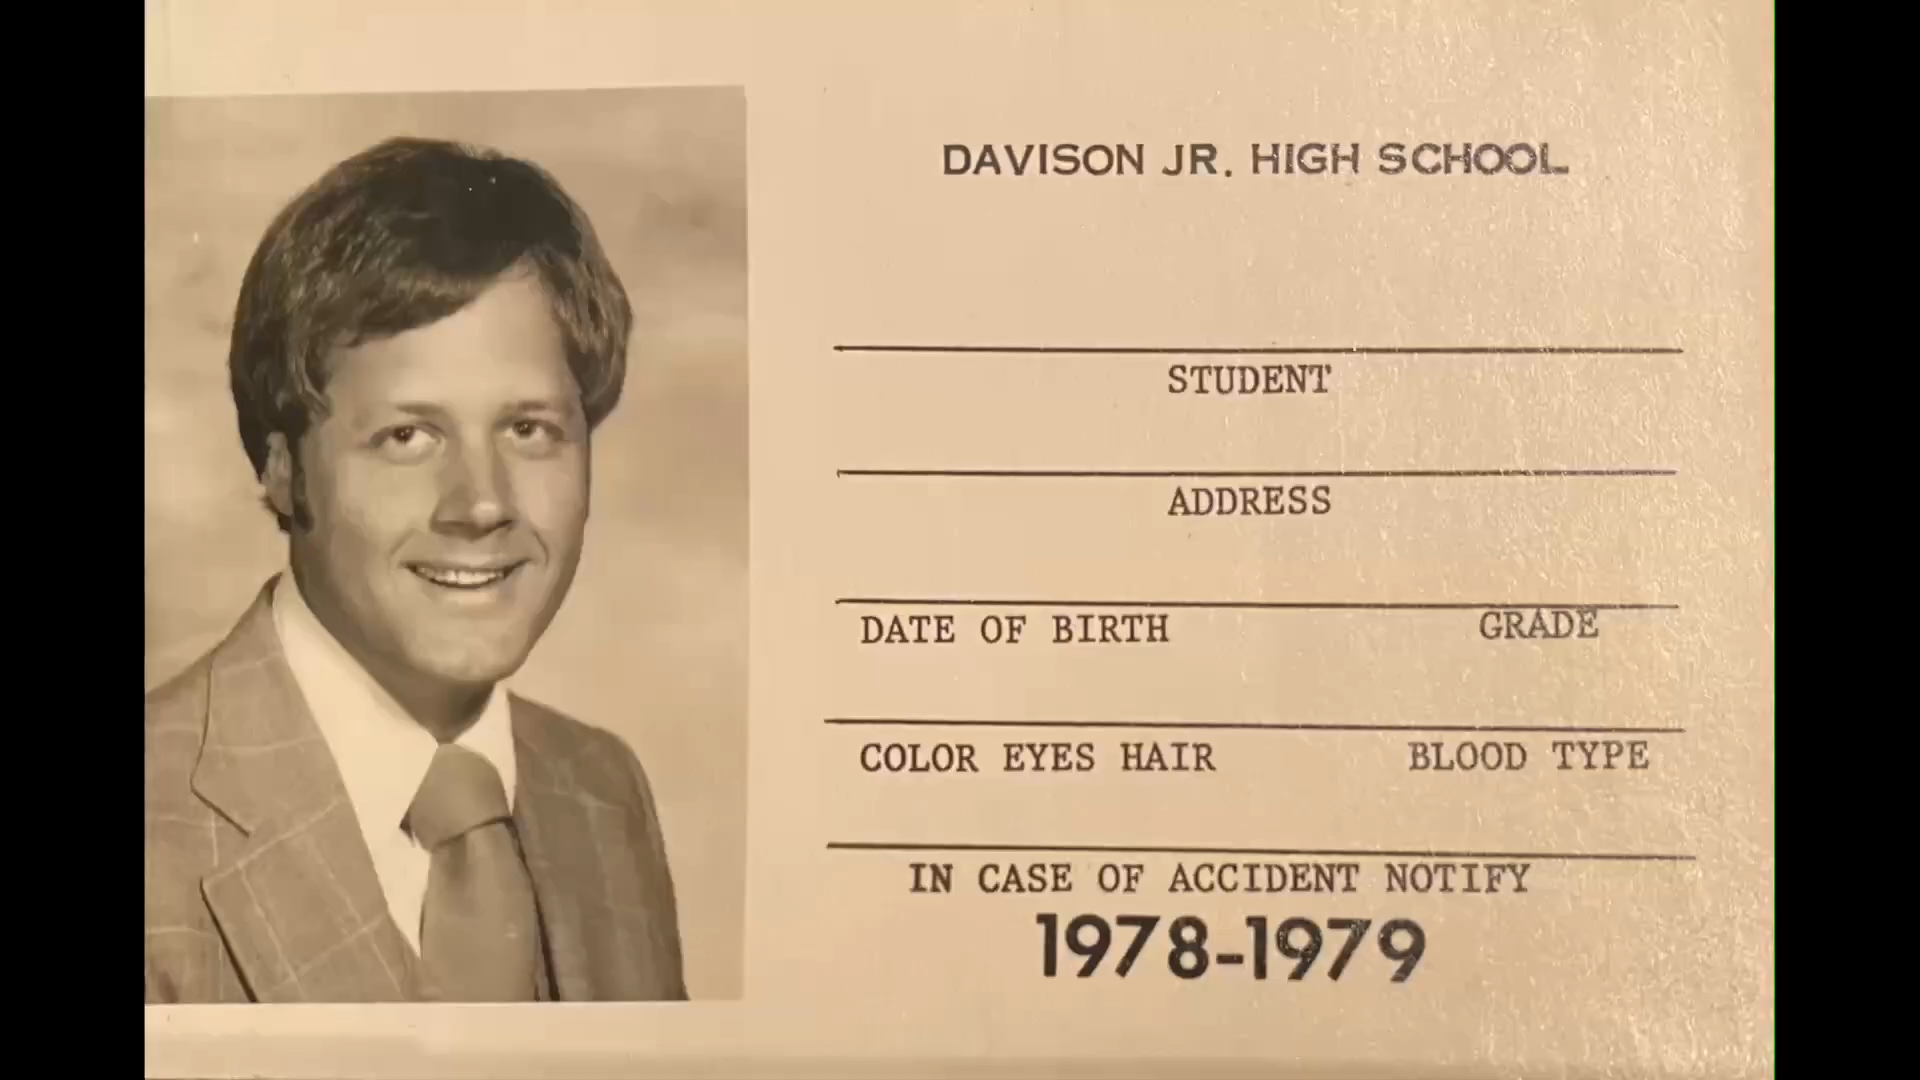 DAVISON JR. HIGH SCHOOL
STUDENT
ADDRESS
DATE OF BIRTH GRADE
COLOR EYES HAIR BLOOD TYPE
IN CASE OF ACCIDENT NOTIFY
1978-1979